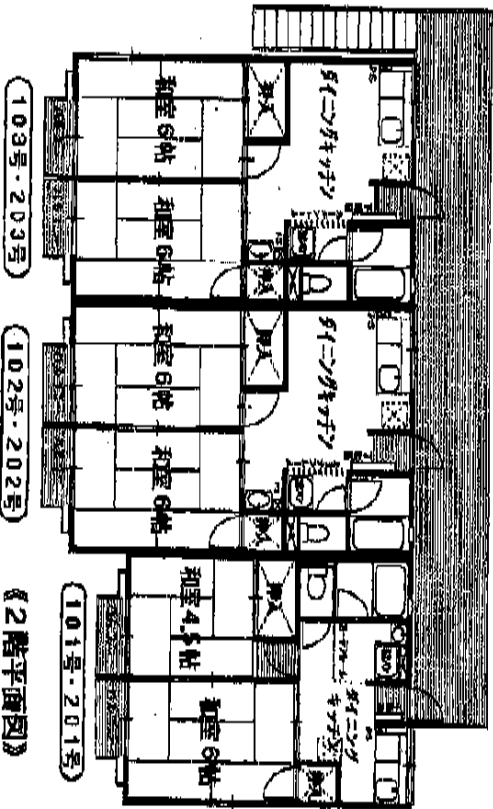 ダイニングキッチン
押入
和室6帖
和室6帖
押入
103号・203号
ダイニングキッチン
押入
和室6帖
和室6帖
押入
102号・202号
ダイニング
キッチン
押入
和室4.5帖
和室6帖
押入
101号・201号
《2階平面図》